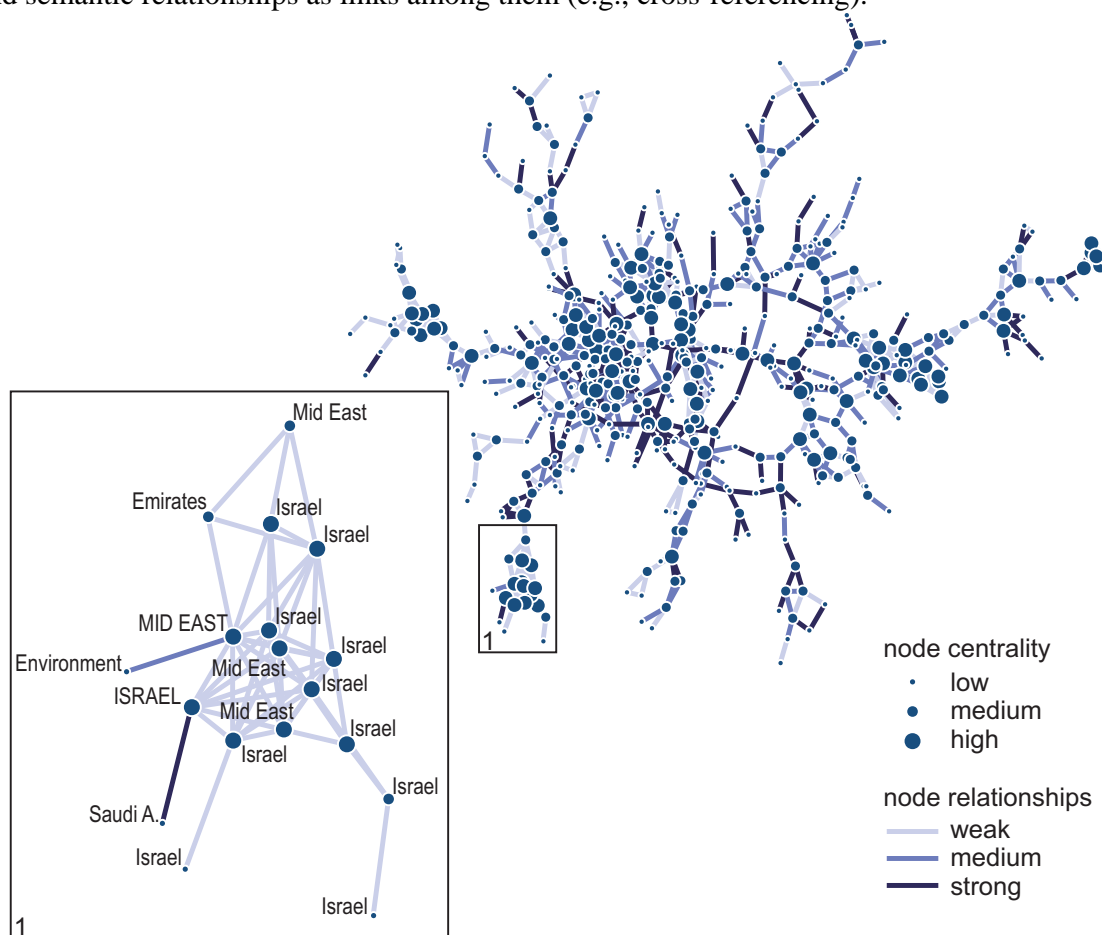 d semantic relationships as links among them (e.g., cross-referencing).
Mid East
Emirates
Israel
Israel
MID EAST
Israel
Environment
Mid East
Israel
ISRAEL
Israel
Mid East
Israel
Israel
Saudi A.
Israel
Israel
Israel
1
1
node centrality
low
medium
high
node relationships
weak
medium
strong